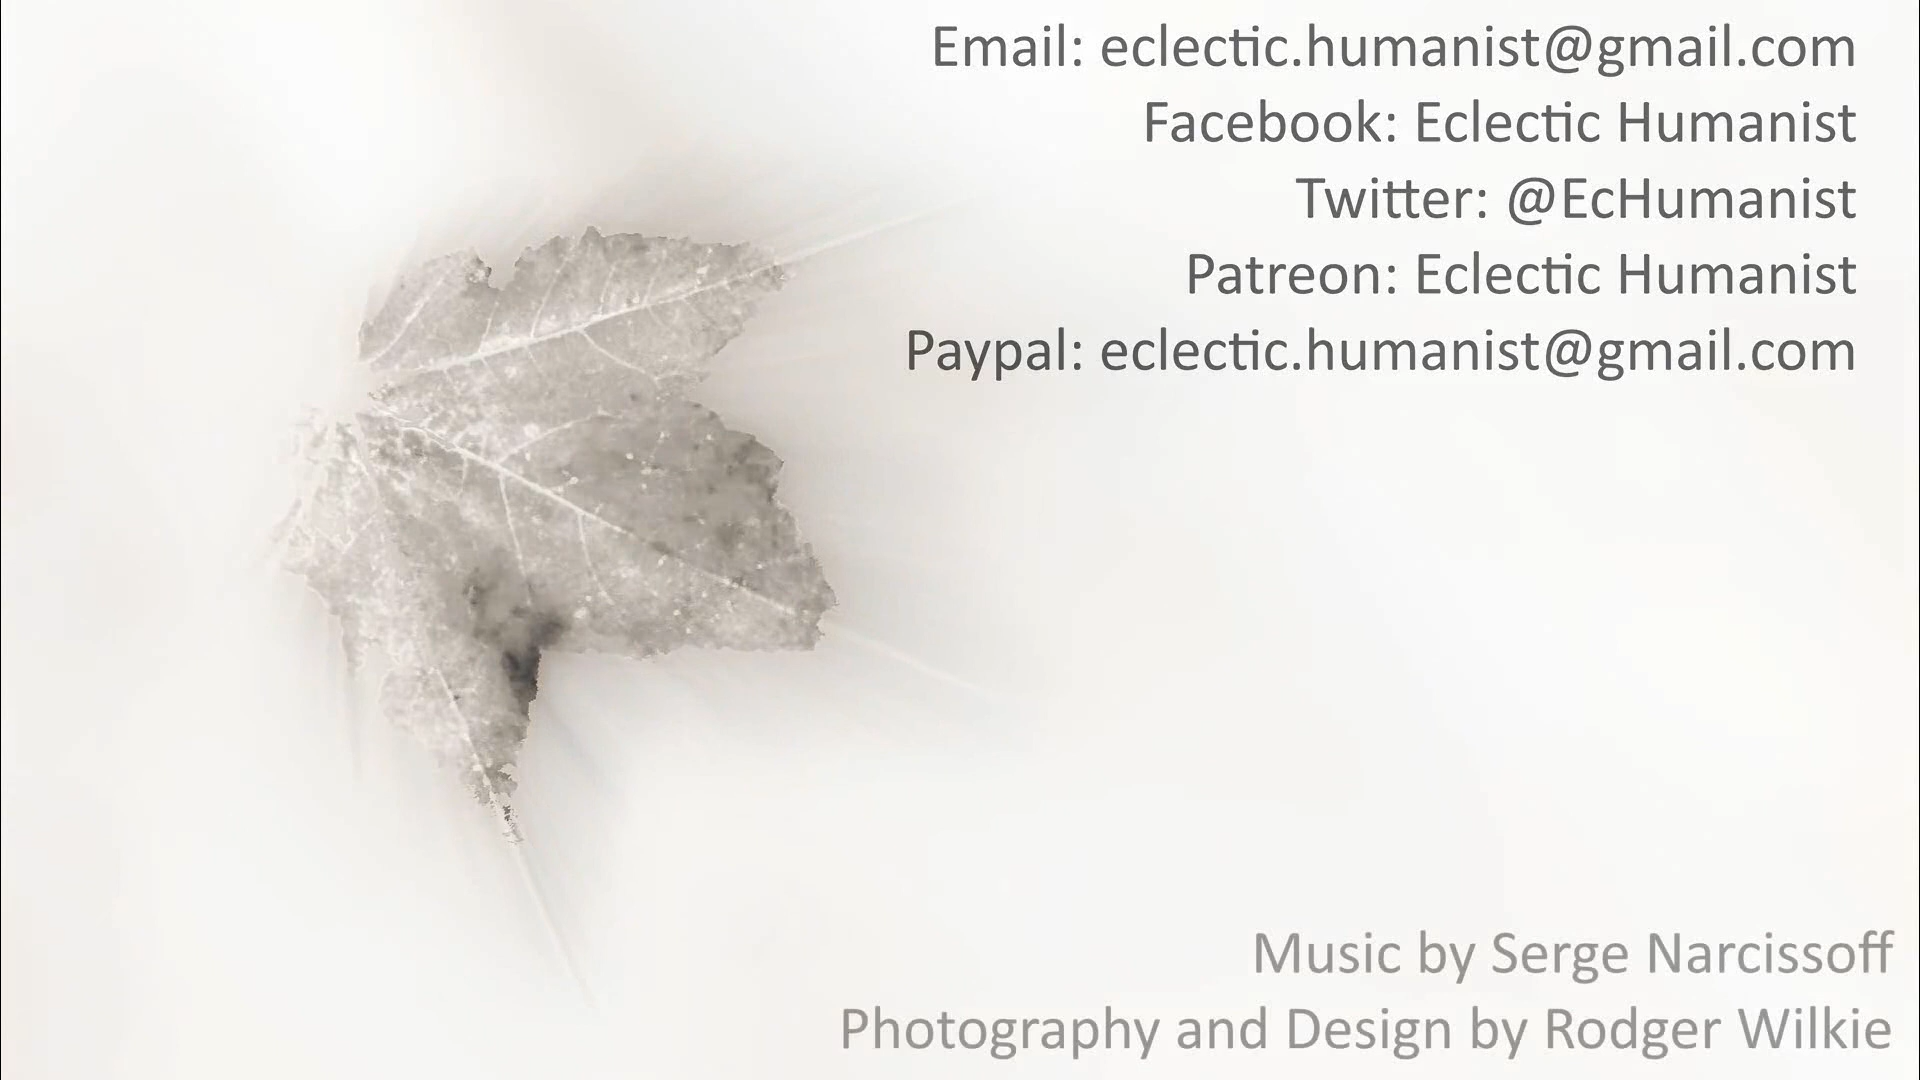 Email: eclectic.humanist@gmail.com
Facebook: Eclectic Humanist
Twitter: @EcHumanist
Patreon: Eclectic Humanist
Paypal: eclectic.humanist@gmail.com
Music by Serge Narcissoff
Photography and Design by Rodger Wilkie